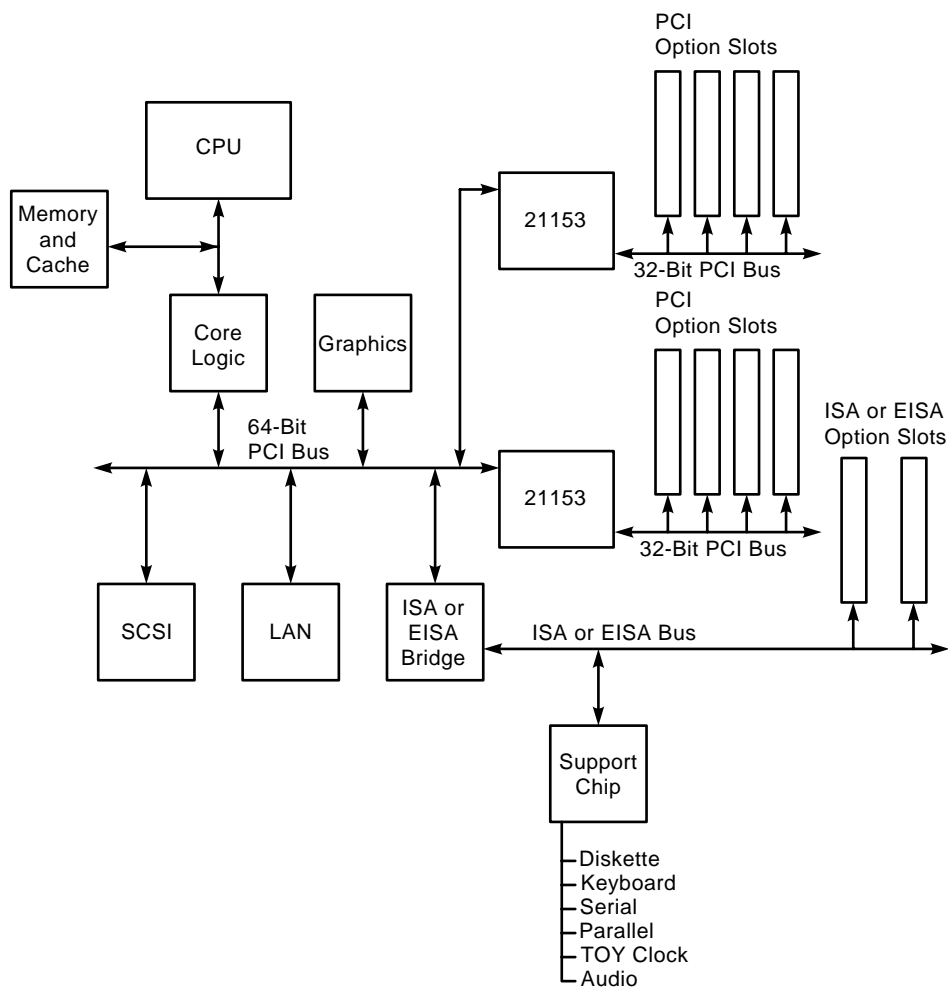 PCI
Option Slots
CPU
Memory
and
Cache
21153
32-Bit PCI Bus
Core
Logic
Graphics
PCI
Option Slots
64-Bit
PCI Bus
ISA or EISA
Option Slots
21153
32-Bit PCI Bus
SCSI
LAN
ISA or
EISA
Bridge
ISA or EISA Bus
Support
Chip
Diskette
Keyboard
Serial
Parallel
TOY Clock
Audio